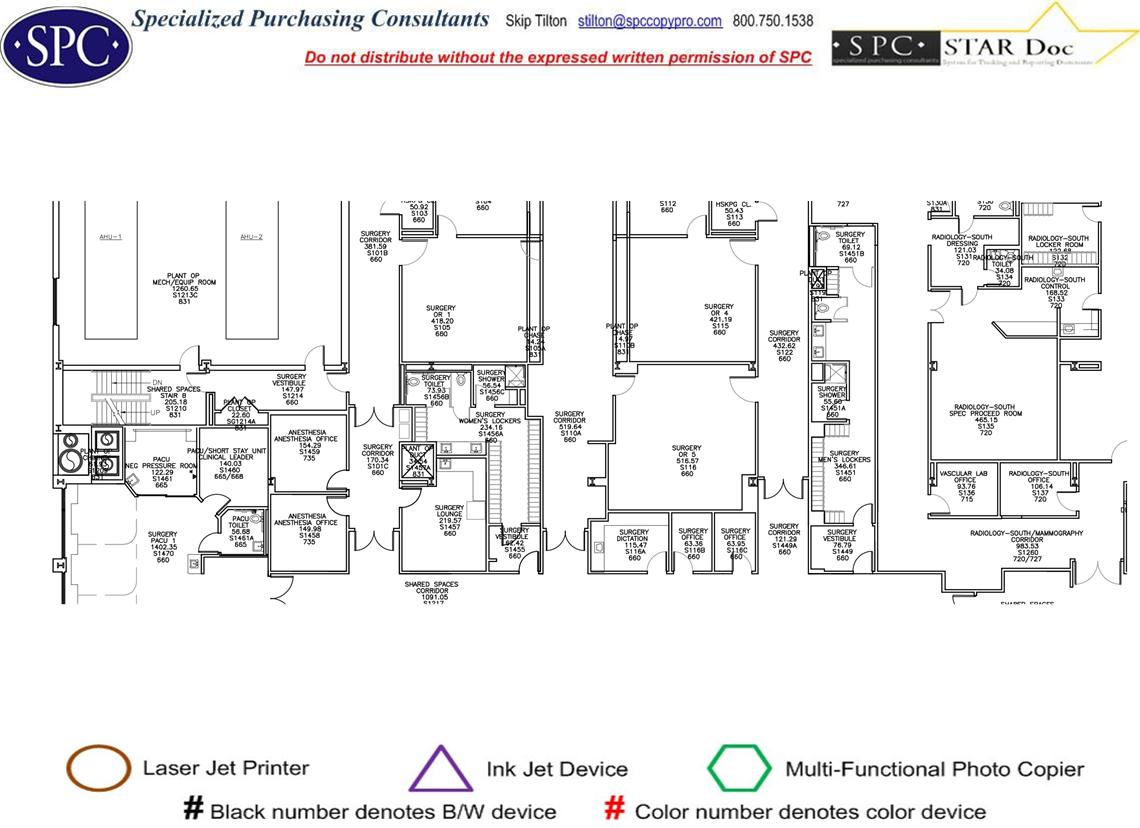 Specialized Purchasing Consultants Skip Tilton stilton@spccopypro.com 800.750.1538
·SPC·
Do not distribute without the expressed written permission of SPC
·SPC· STAR Doc
specialized purchasing consultants System for Tracking and Reporting Documents
50.92
S103
660
S104
660
S112
660
HSKPG CL.
50.43
S113
660
727
S130A
831
720
AHU-1
AHU-2
SURGERY
CORRIDOR
381.59
S101B
660
SURGERY
TOILET
69.12
S1451B
660
RADIOLOGY-SOUTH
DRESSING
121.03
S131
720
RADIOLOGY-SOUTH
LOCKER ROOM
S132
720
RADIOLOGY-SOUTH
TOILET
34.08
S134
720
PLANT OP
MECH/EQUIP ROOM
1260.65
S1213C
831
RADIOLOGY-SOUTH
CONTROL
168.52
S133
720
SURGERY
OR 1
418.20
S105
660
SURGERY
OR 4
421.19
S115
660
PLANT OP
CHASE
14.24
S105A
831
PLANT OP
CHASE
14.97
S110B
831
SURGERY
CORRIDOR
432.62
S122
660
DN
UP
SHARED SPACES
STAIR B
205.18
S1210
831
SURGERY
VESTIBULE
147.97
S1214
660
PLANT OP
CLOSET
22.60
SG1214A
831
SURGERY
TOILET
73.93
S1456B
660
SURGERY
SHOWER
56.54
S1456C
660
SURGERY
WOMEN'S LOCKERS
234.16
S1456A
660
SURGERY
CORRIDOR
519.64
S110A
660
SURGERY
SHOWER
55.60
S1451A
660
RADIOLOGY-SOUTH
SPEC PROCEED ROOM
465.15
S135
720
ANESTHESIA
ANESTHESIA OFFICE
154.29
S1459
735
SURGERY
CORRIDOR
170.34
S101C
660
PLANT OP
DUCT
34.54
S1457A
831
SURGERY
OR 5
516.57
S116
660
SURGERY
MEN'S LOCKERS
346.61
S1451
660
PACU
NEG PRESSURE ROOM
122.29
S1461
665
PACU/SHORT STAY UNIT
CLINICAL LEADER
140.03
S1460
665/668
VASCULAR LAB
OFFICE
93.76
S136
715
RADIOLOGY-SOUTH
OFFICE
106.14
S137
720
SURGERY
PACU 1
1402.35
S1470
660
PACU
TOILET
58.68
S1461A
665
ANESTHESIA
ANESTHESIA OFFICE
149.98
S1458
735
SURGERY
LOUNGE
219.57
S1457
660
SURGERY
VESTIBULE
S1455
660
SURGERY
DICTATION
115.47
S116A
660
SURGERY
OFFICE
63.36
S116B
660
SURGERY
OFFICE
63.95
S116C
660
SURGERY
CORRIDOR
121.29
S1449A
660
SURGERY
VESTIBULE
76.79
S1449
660
RADIOLOGY-SOUTH/MAMMOGRAPHY
CORRIDOR
983.53
S1260
720/727
SHARED SPACES
CORRIDOR
1091.05
S1217
SHARED SPACES
Laser Jet Printer
Ink Jet Device
Multi-Functional Photo Copier
# Black number denotes B/W device
# Color number denotes color device